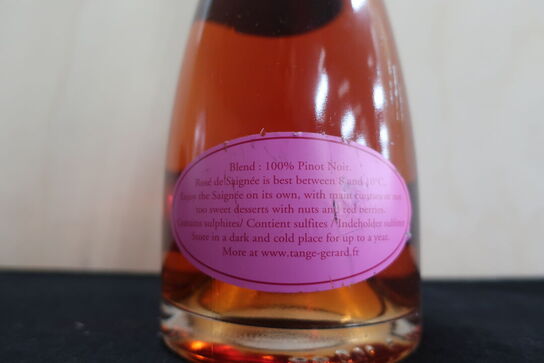 Blend : 100% Pinot Noir.
Rosé de Saignée is best between 8 and 10°C.
Enjoy the Saignée on its own, with main courses or not
too sweet desserts with nuts and red berries.
Contains sulphites/ Contient sulfites / Indeholder sulfitter
Store in a dark and cold place for up to a year.
More at www.tange-gerard.fr